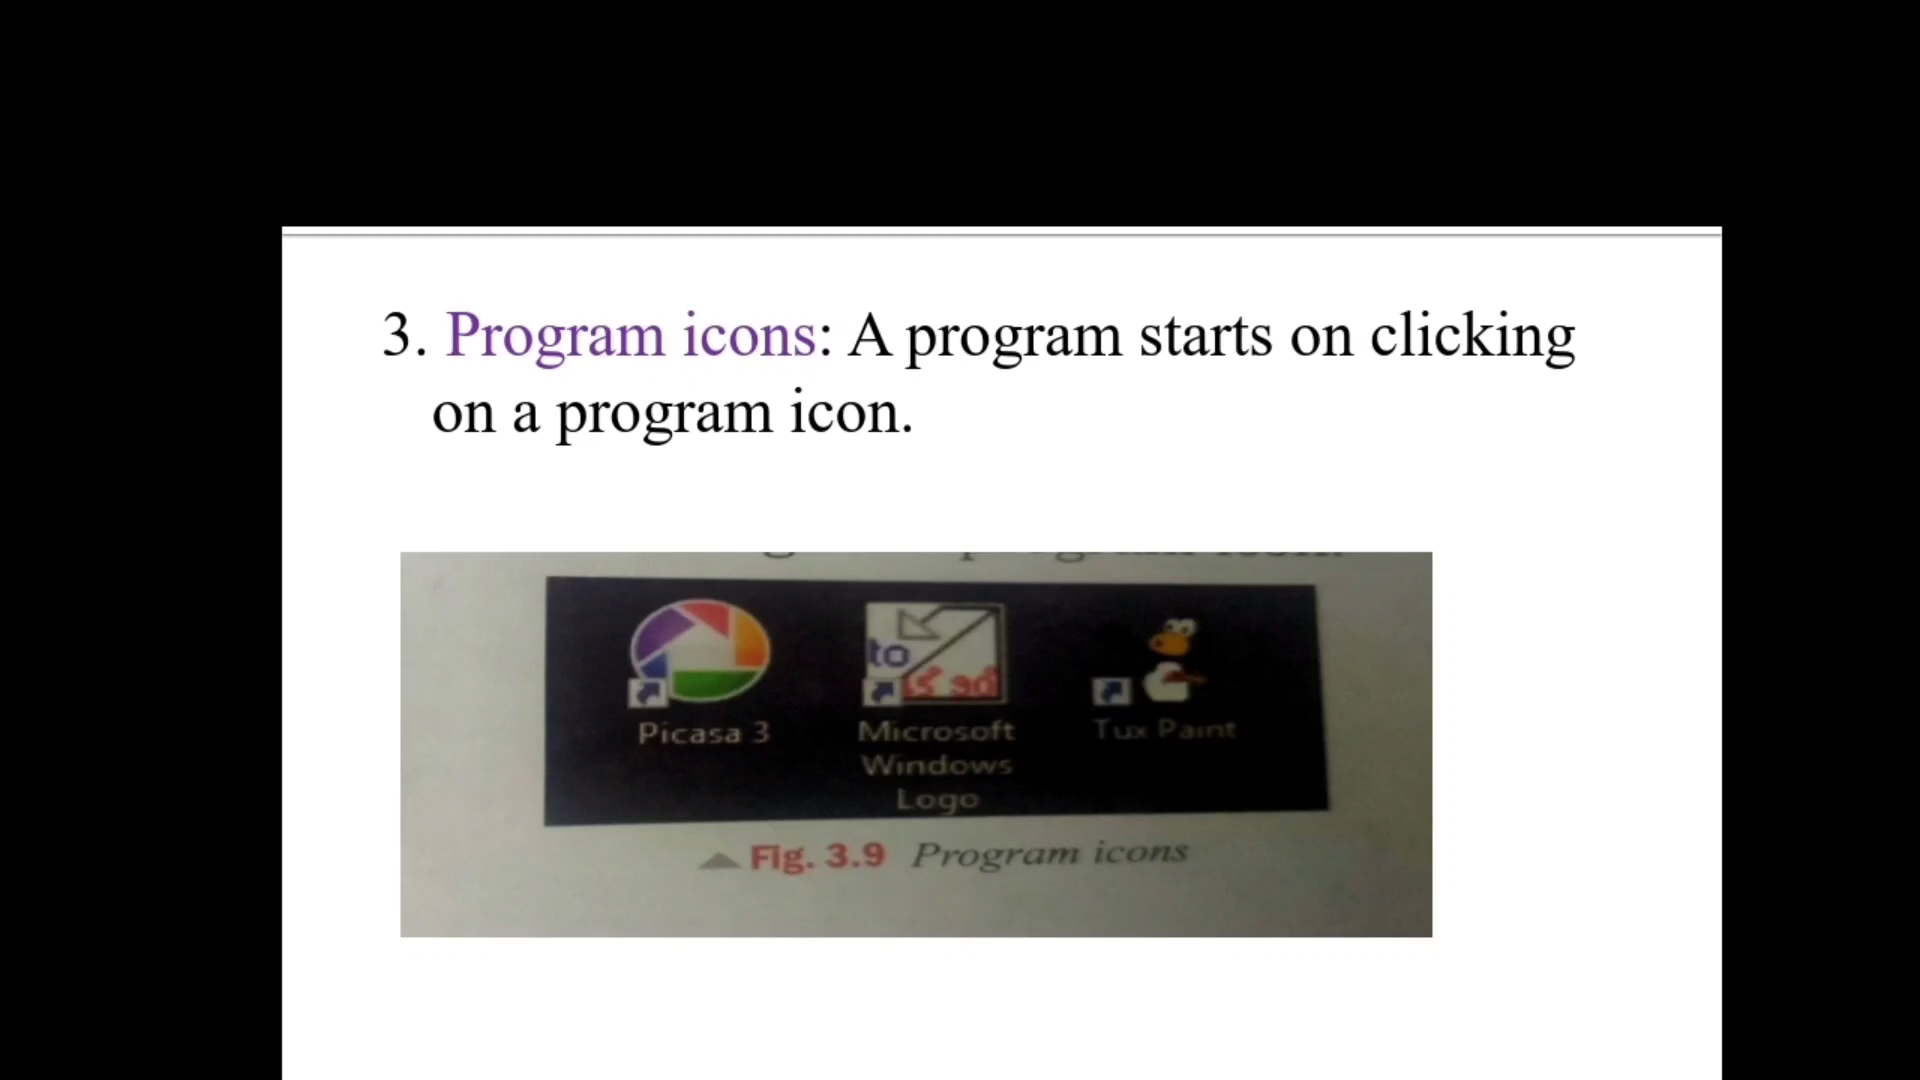 3. Program icons: A program starts on clicking
on a program icon.
to
Picasa 3
Microsoft
Windows
Logo
Tux Paint
Fig. 3.9 Program icons